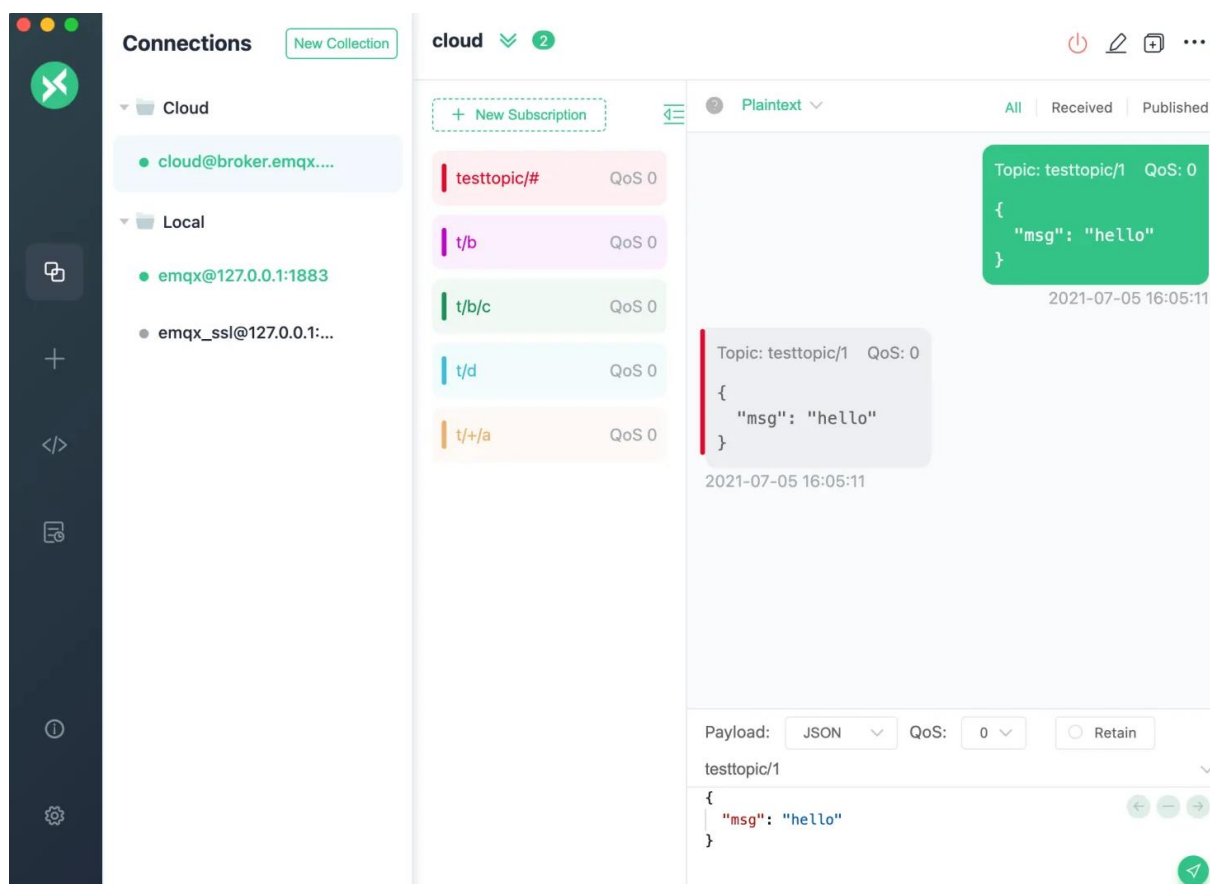 Connections
New Collection
Cloud
cloud@broker.emqx....
Local
emqx@127.0.0.1:1883
emqx_ssl@127.0.0.1:...
cloud 2
+ New Subscription
testtopic/# QoS 0
t/b QoS 0
t/b/c QoS 0
t/d QoS 0
t/+/a QoS 0
Plaintext
All Received Published
Topic: testtopic/1 QoS: 0
{
"msg": "hello"
}
2021-07-05 16:05:11
Topic: testtopic/1 QoS: 0
{
"msg": "hello"
}
2021-07-05 16:05:11
Payload: JSON QoS: 0 Retain
testtopic/1
{
"msg": "hello"
}